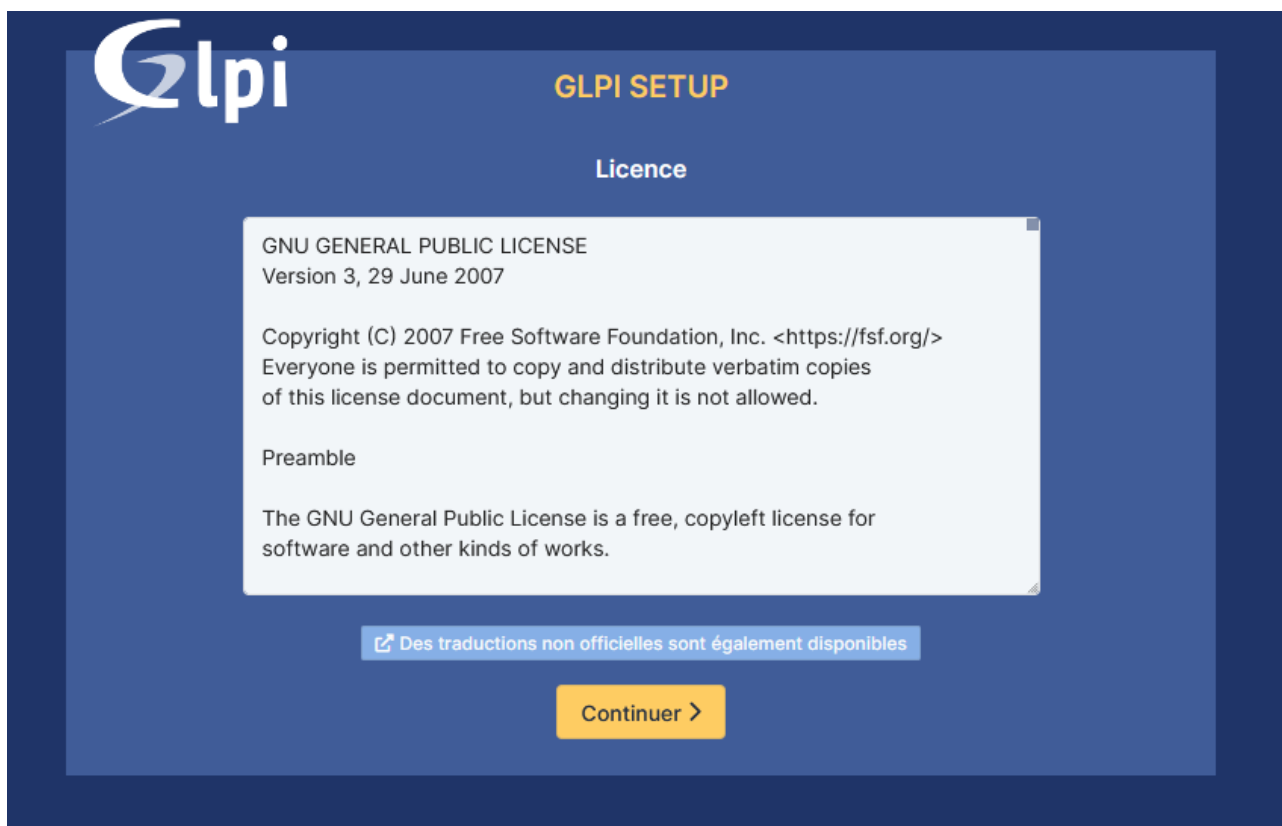 Glpi
GLPI SETUP
Licence
GNU GENERAL PUBLIC LICENSE
Version 3, 29 June 2007
Copyright (C) 2007 Free Software Foundation, Inc. <https://fsf.org/>
Everyone is permitted to copy and distribute verbatim copies
of this license document, but changing it is not allowed.
Preamble
The GNU General Public License is a free, copyleft license for
software and other kinds of works.
Des traductions non officielles sont également disponibles
Continuer